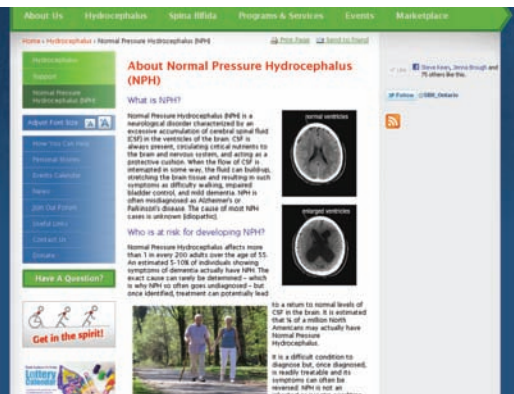 About Us Hydrocephalus Spina Bifida Programs & Services Events Marketplace
Home » Hydrocephalus » Normal Pressure Hydrocephalus (NPH)
Print Page Send to Friend
Hydrocephalus
Support
Normal Pressure
Hydrocephalus (NPH)
Adjust Font Size: A A
How You Can Help
Personal Stories
Events Calendar
News
Join Our Forum
Useful Links
Contact Us
Donate
Have A Question?
Get in the spirit!
Lottery
Calendar
About Normal Pressure Hydrocephalus
(NPH)
What is NPH?
Normal Pressure Hydrocephalus (NPH) is a
neurological disorder characterized by an
excessive accumulation of cerebral spinal fluid
(CSF) in the ventricles of the brain. CSF is
always present, circulating critical nutrients to
the brain and nervous system, and acting as a
protective cushion. When the flow of CSF is
interrupted in some way, the fluid can buildup,
stretching the brain tissue and resulting in such
symptoms as difficulty walking, impaired
bladder control, and mild dementia. NPH is
often misdiagnosed as Alzheimer's or
Parkinson's disease. The cause of most NPH
cases is unknown (idiopathic).
normal ventricles
enlarged ventricles
Who is at risk for developing NPH?
Normal Pressure Hydrocephalus affects more
than 1 in every 200 adults over the age of 55.
An estimated 5-10% of individuals showing
symptoms of dementia actually have NPH. The
exact cause can rarely be determined – which
is why NPH so often goes undiagnosed – but
once identified, treatment can potentially lead
to a return to normal levels of
CSF in the brain. It is estimated
that ¼ of a million North
Americans may actually have
Normal Pressure
Hydrocephalus.
It is a difficult condition to
diagnose but, once diagnosed,
is readily treatable and its
symptoms can often be
reversed. NPH is not an
Like Steve Keen, Jenna Brough and
75 others like this.
Follow @SBH_Ontario